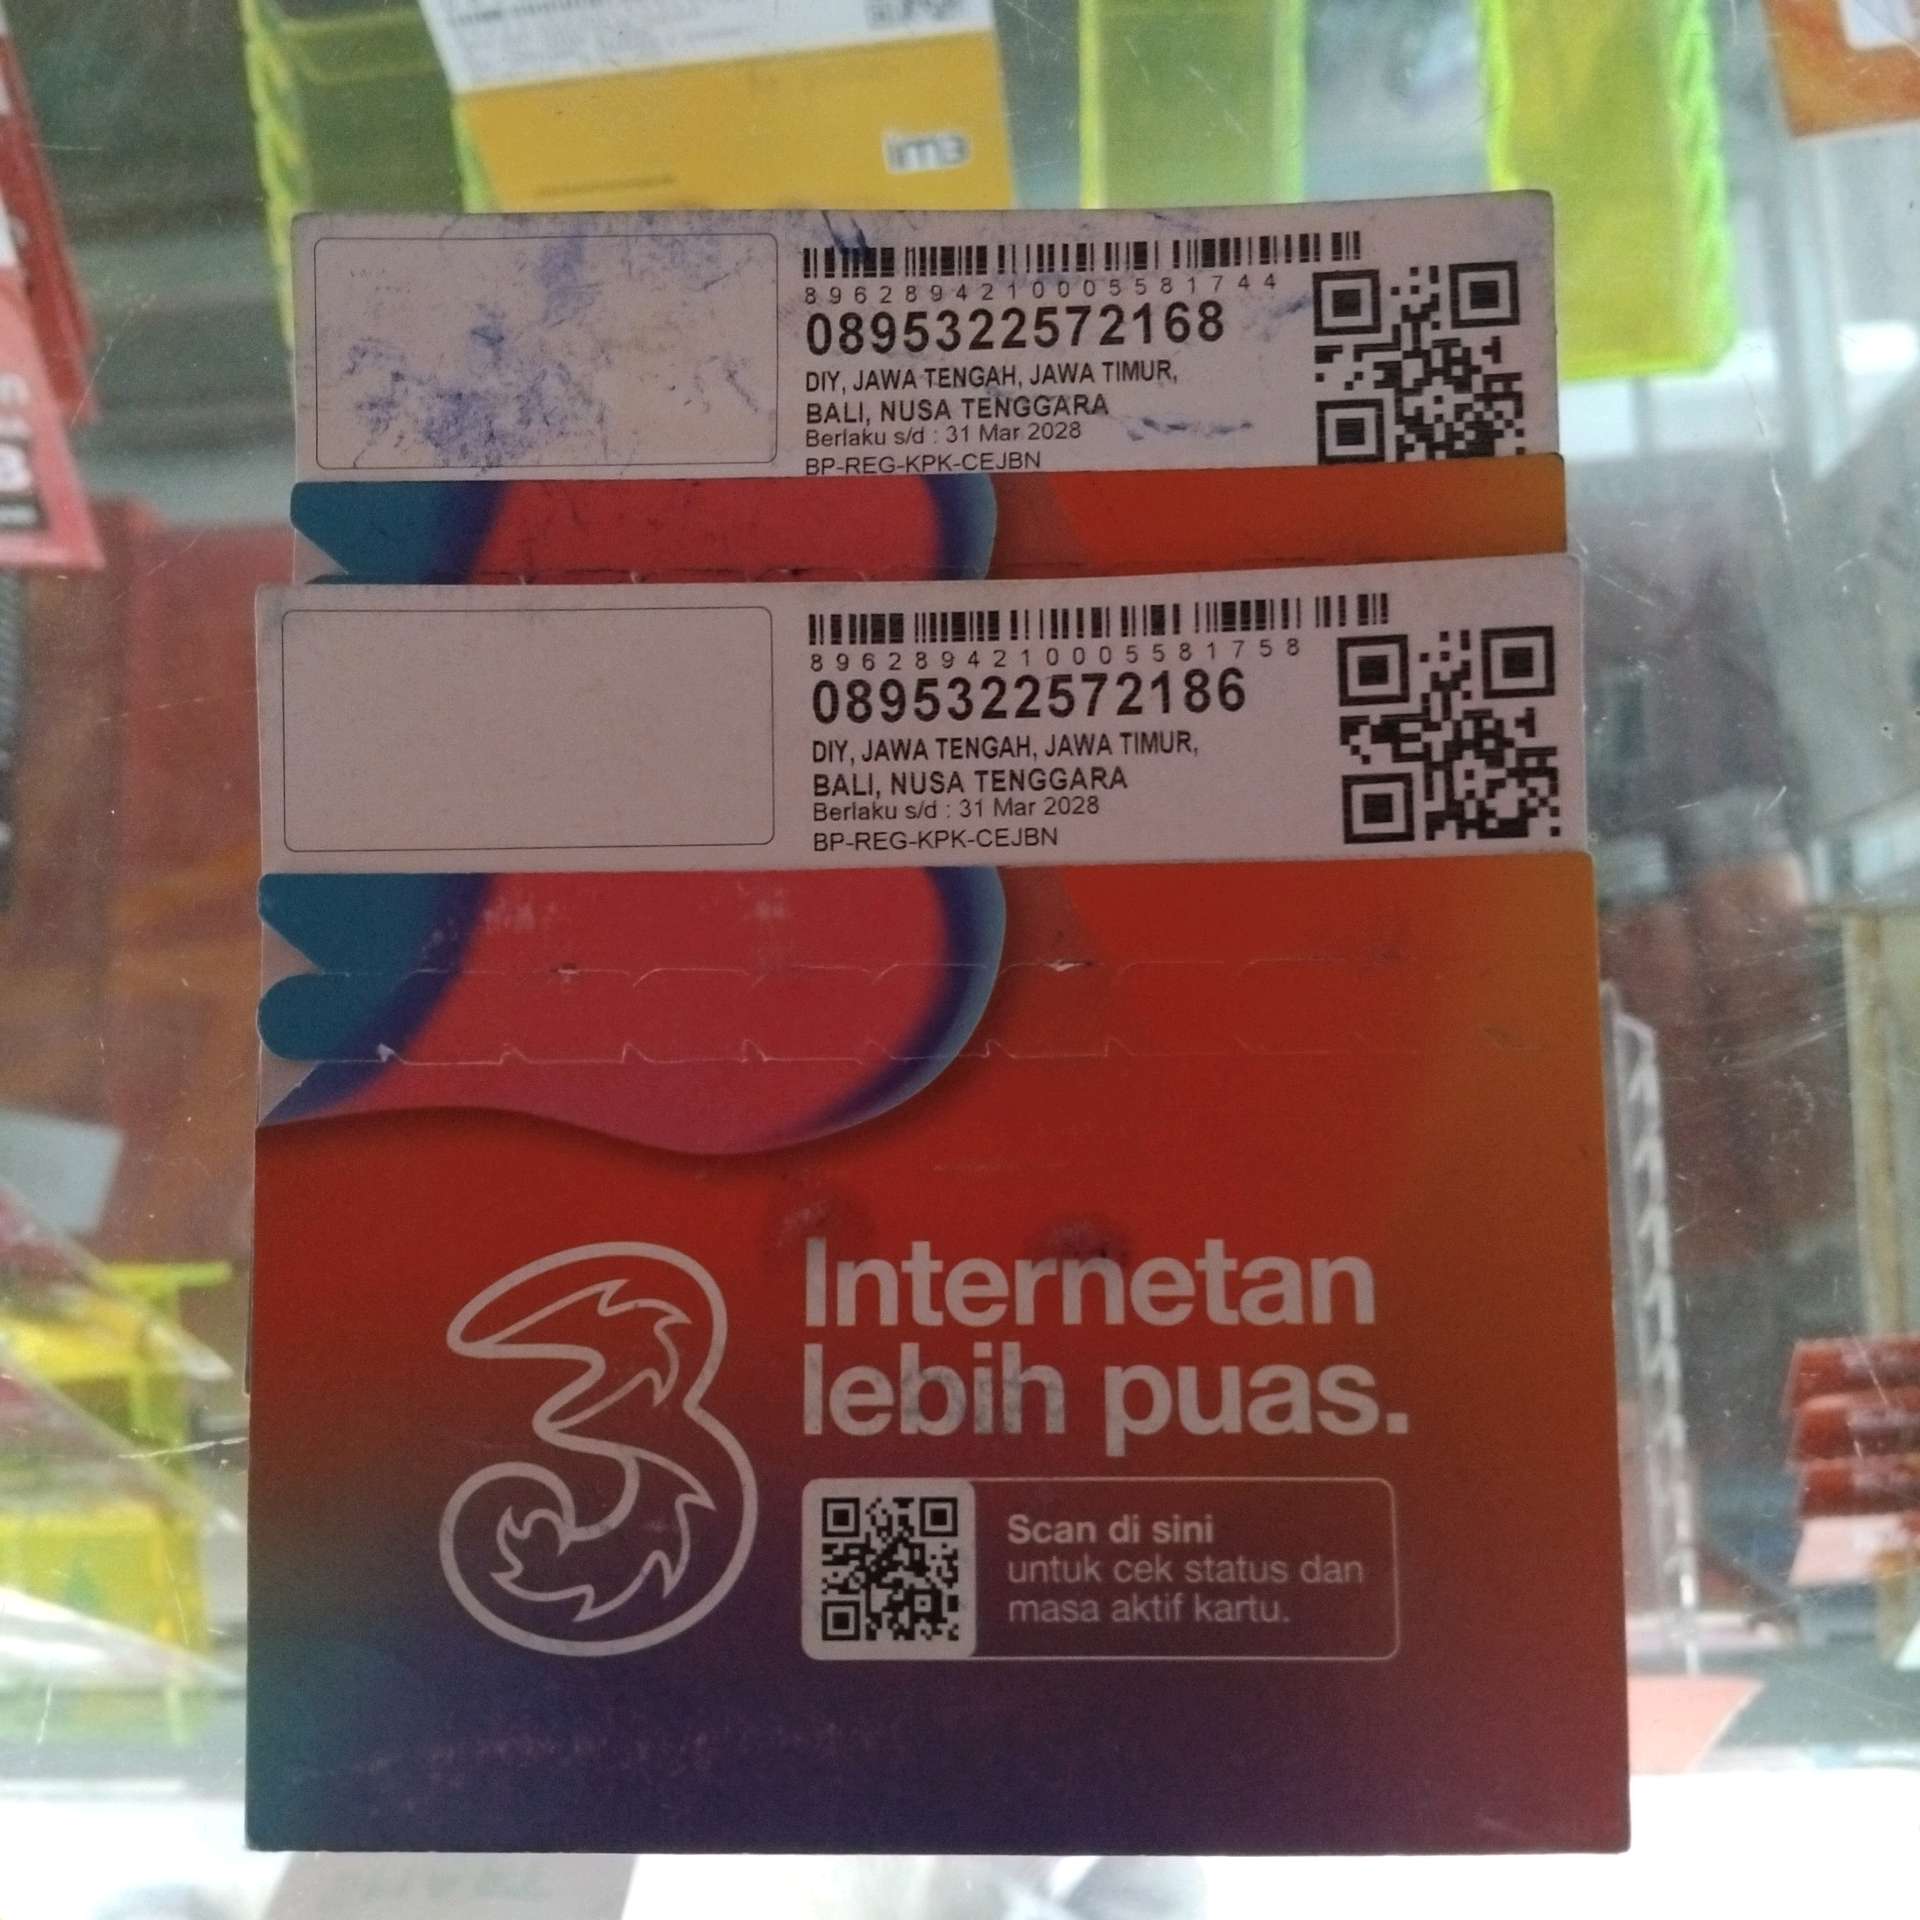 im3
8962894210005581744
0895322572168
DIY, JAWA TENGAH, JAWA TIMUR,
BALI, NUSA TENGGARA
Berlaku s/d : 31 Mar 2028
BP-REG-KPK-CEJBN
8962894210005581758
0895322572186
DIY, JAWA TENGAH, JAWA TIMUR,
BALI, NUSA TENGGARA
Berlaku s/d : 31 Mar 2028
BP-REG-KPK-CEJBN
3
Internetan
lebih puas.
Scan di sini
untuk cek status dan
masa aktif kartu.